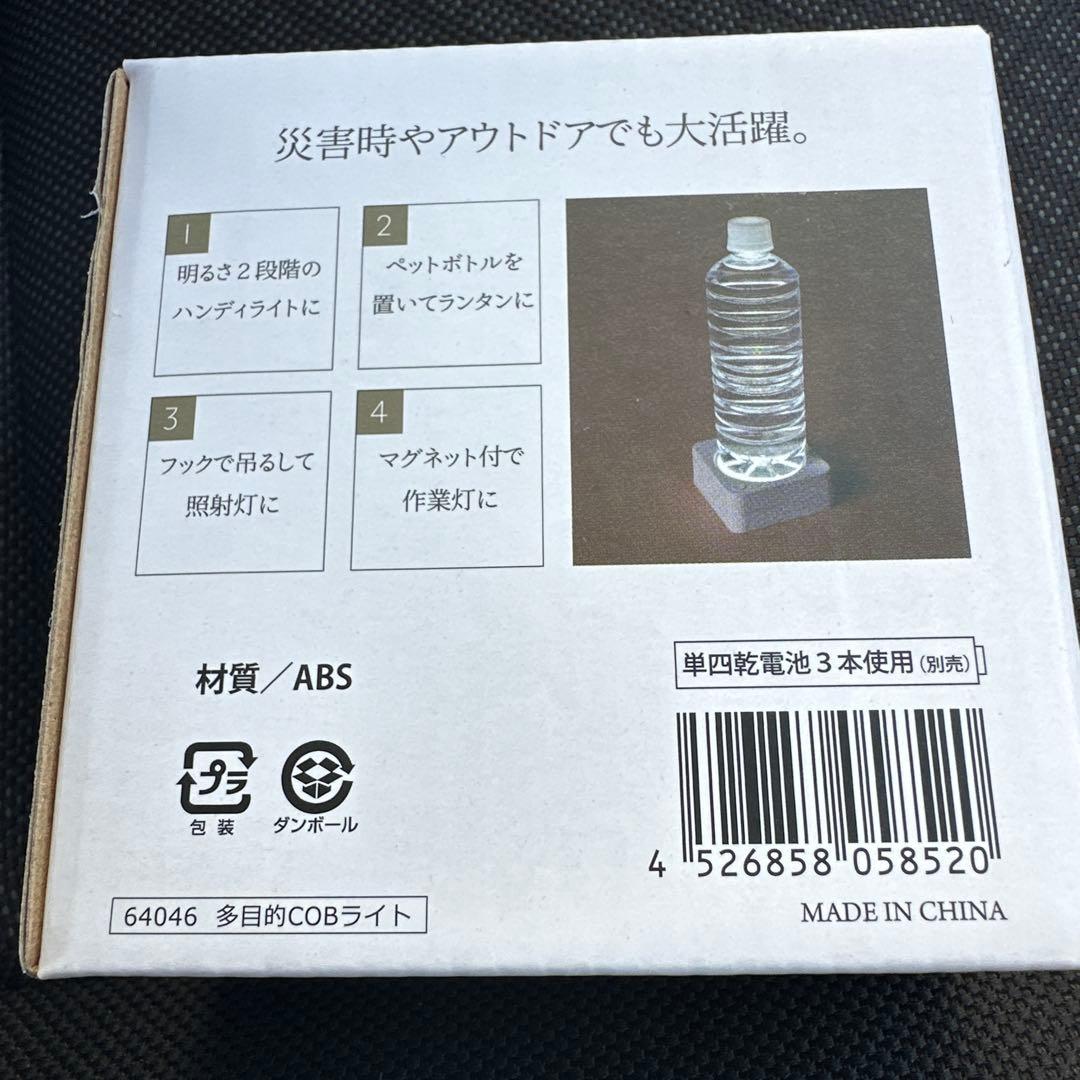 災害時やアウトドアでも大活躍。
1
明るさ2段階の
ハンディライトに
2
ペットボトルを
置いてランタンに
3
フックで吊るして
照射灯に
4
マグネット付で
作業灯に
材質／ABS
単四乾電池3本使用(別売)
プラ
包装
ダンボール
4 526858 058520
64046 多目的COBライト
MADE IN CHINA